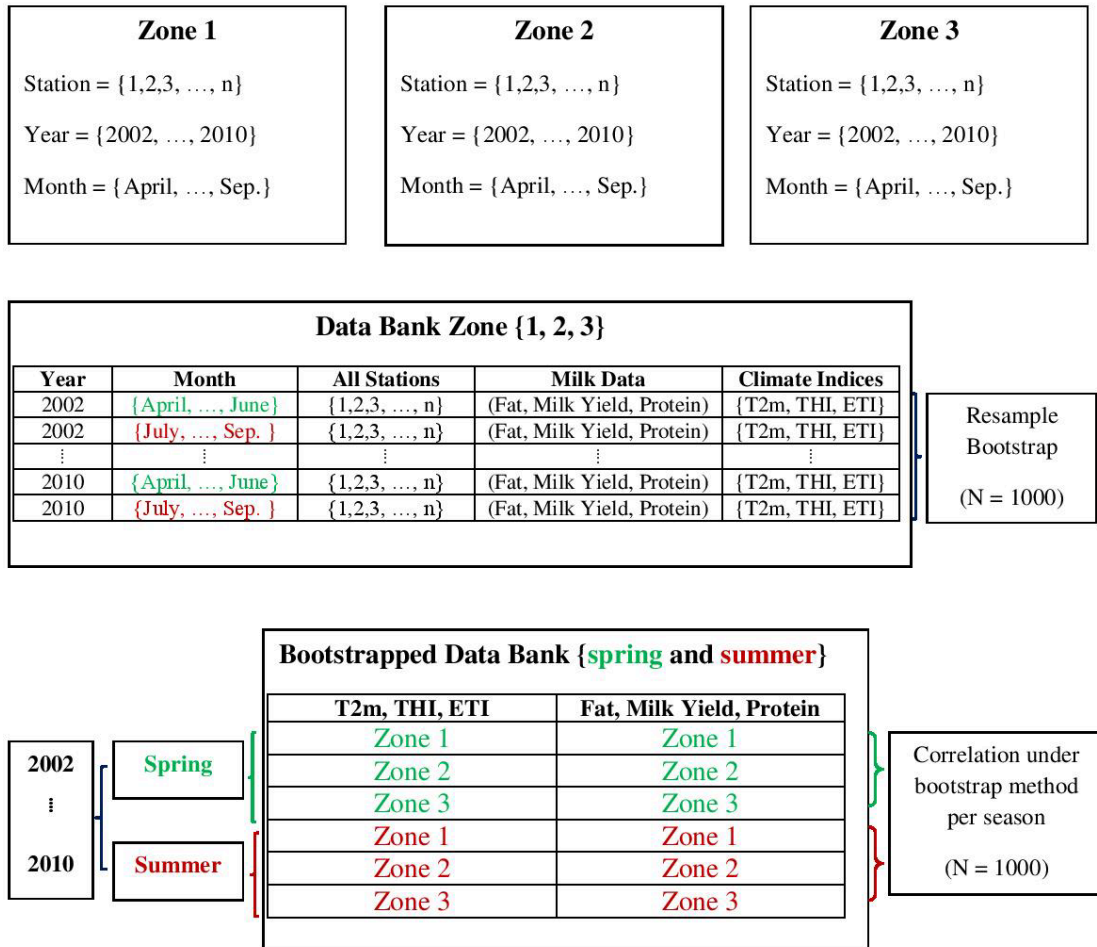 Zone 1
Station = {1,2,3, …, n}
Year = {2002, …, 2010}
Month = {April, …, Sep.}
Zone 2
Station = {1,2,3, …, n}
Year = {2002, …, 2010}
Month = {April, …, Sep.}
Zone 3
Station = {1,2,3, …, n}
Year = {2002, …, 2010}
Month = {April, …, Sep.}
Data Bank Zone {1, 2, 3}
Year Month All Stations Milk Data Climate Indices
2002 {April, …, June} {1,2,3, …, n} (Fat, Milk Yield, Protein) {T2m, THI, ETI}
2002 {July, …, Sep. } {1,2,3, …, n} (Fat, Milk Yield, Protein) {T2m, THI, ETI}
⋮ ⋮ ⋮ ⋮ ⋮
2010 {April, …, June} {1,2,3, …, n} (Fat, Milk Yield, Protein) {T2m, THI, ETI}
2010 {July, …, Sep. } {1,2,3, …, n} (Fat, Milk Yield, Protein) {T2m, THI, ETI}
Resample
Bootstrap
(N = 1000)
Bootstrapped Data Bank {spring and summer}
T2m, THI, ETI Fat, Milk Yield, Protein
Zone 1 Zone 1
Zone 2 Zone 2
Zone 3 Zone 3
Zone 1 Zone 1
Zone 2 Zone 2
Zone 3 Zone 3
2002
⋮
2010
Spring
Summer
Correlation under
bootstrap method
per season
(N = 1000)